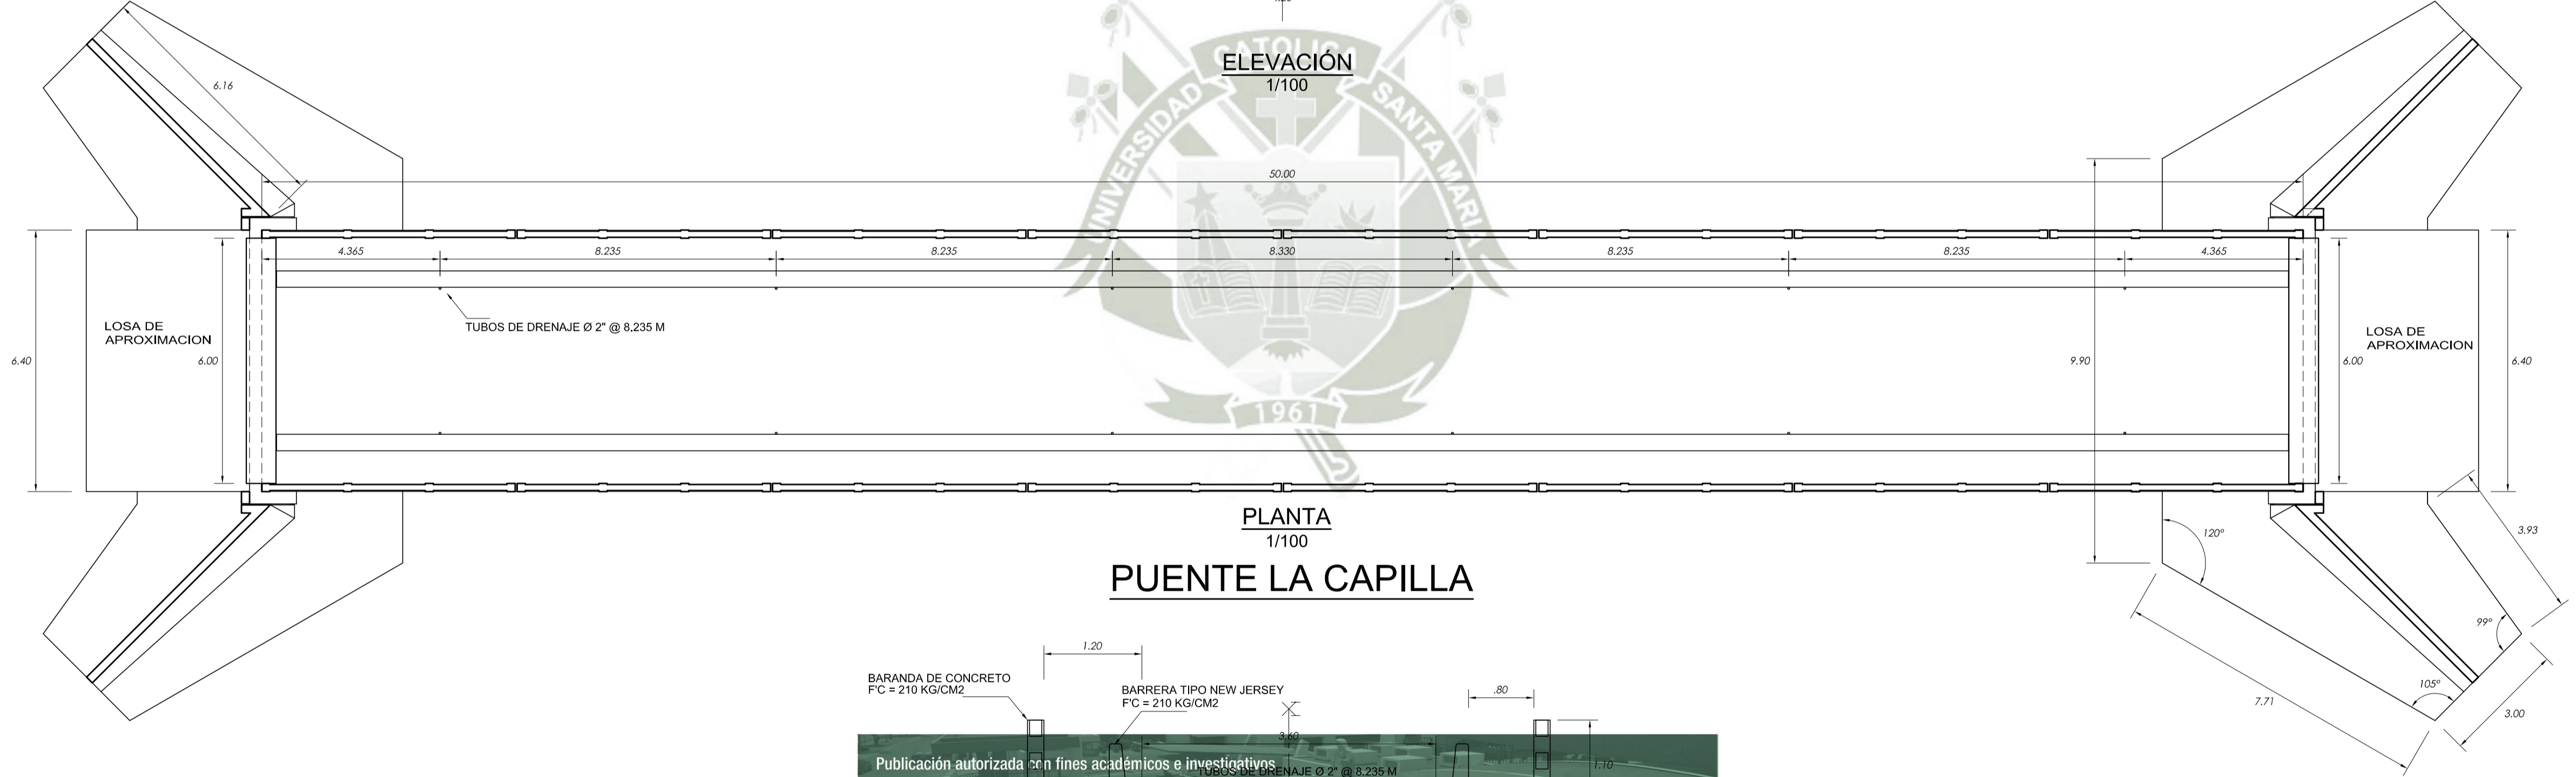 ELEVACIÓN
1/100
UNIVERSIDAD CATOLICA SANTA MARIA
1961
6.16
50.00
4.365
8.235
8.235
8.330
8.235
8.235
4.365
TUBOS DE DRENAJE Ø 2" @ 8.235 M
LOSA DE
APROXIMACION
6.40
6.00
9.90
6.00
LOSA DE
APROXIMACION
6.40
PLANTA
1/100
PUENTE LA CAPILLA
120°
3.93
99°
105°
7.71
3.00
1.20
BARANDA DE CONCRETO
F'C = 210 KG/CM2
BARRERA TIPO NEW JERSEY
F'C = 210 KG/CM2
.80
3.60
1.10
Publicación autorizada con fines académicos e investigativos
TUBOS DE DRENAJE Ø 2" @ 8.235 M